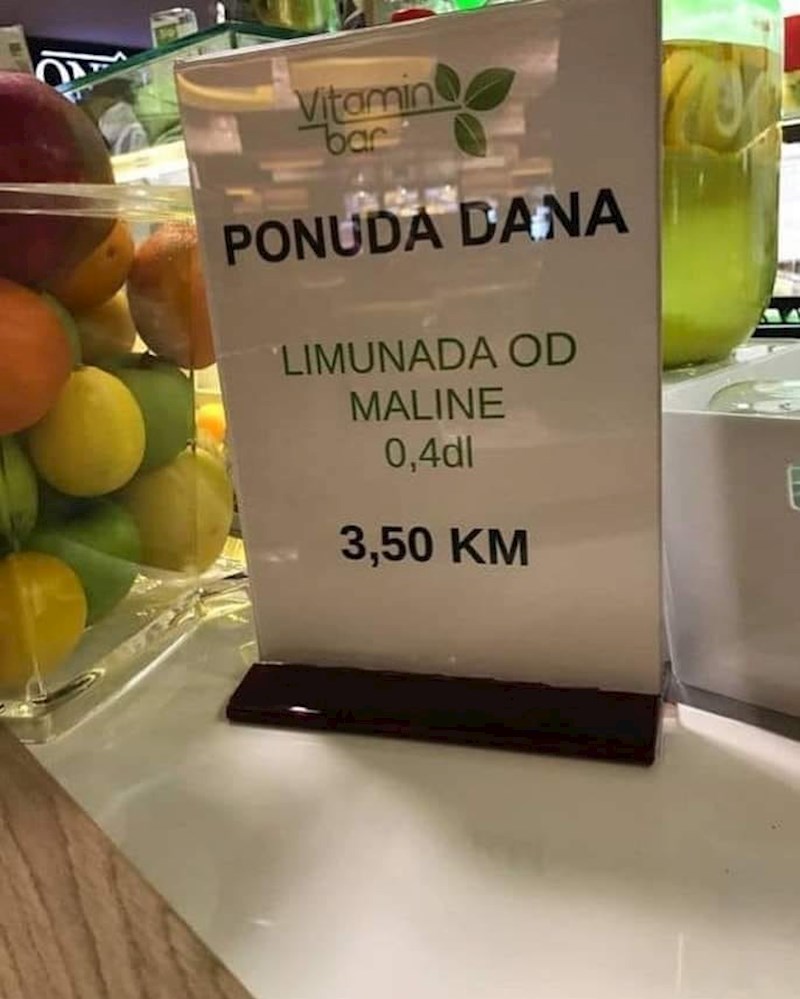 Vitamin
bar
PONUDA DANA
LIMUNADA OD
MALINE
0,4dl
3,50 KM